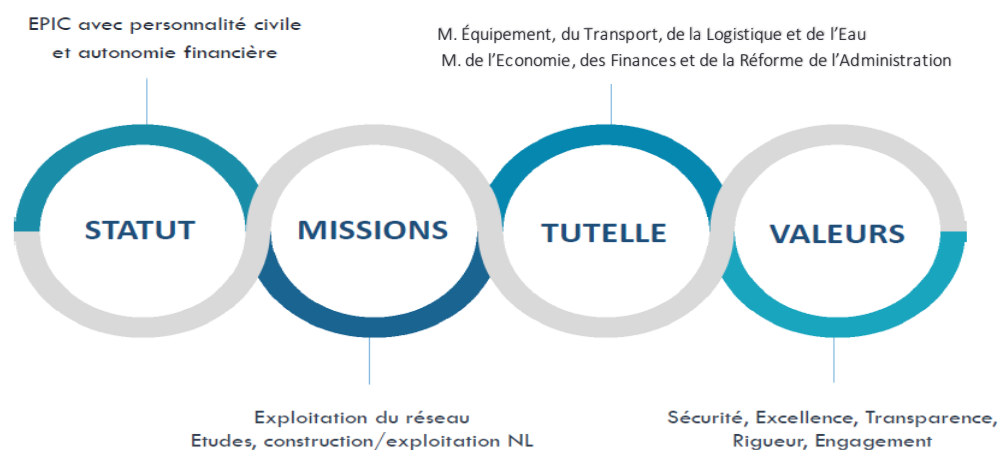 EPIC avec personnalité civile
et autonomie financière
M. Équipement, du Transport, de la Logistique et de l’Eau
M. de l’Economie, des Finances et de la Réforme de l’Administration
STATUT
MISSIONS
TUTELLE
VALEURS
Exploitation du réseau
Etudes, construction/exploitation NL
Sécurité, Excellence, Transparence,
Rigueur, Engagement